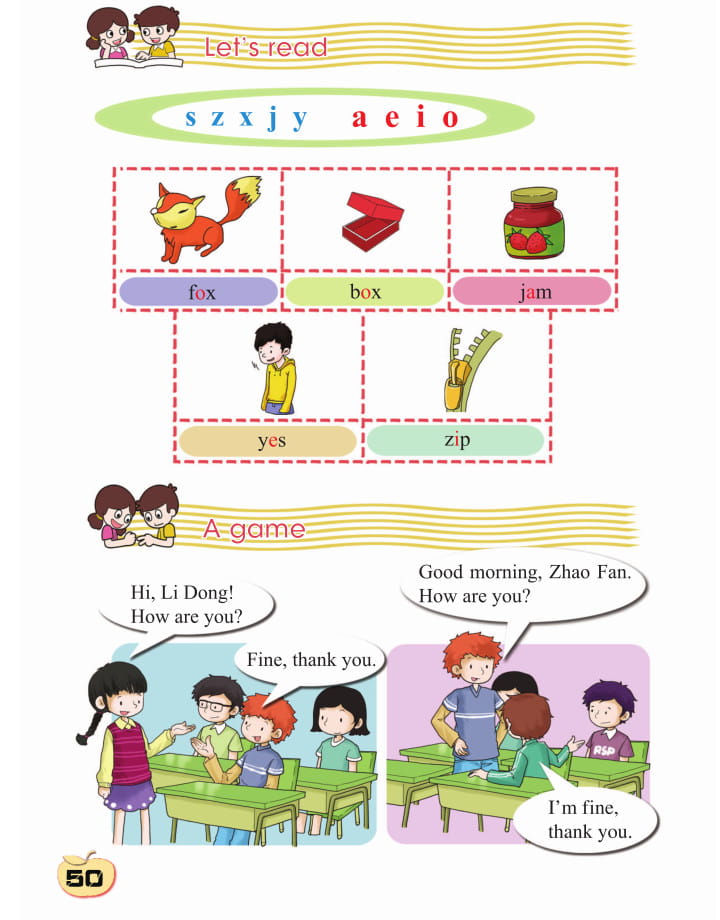 Let's read
s z x j y a e i o
fox
box
jam
yes
zip
A game
Hi, Li Dong!
How are you?
Fine, thank you.
Good morning, Zhao Fan.
How are you?
RSP
I'm fine,
thank you.
50